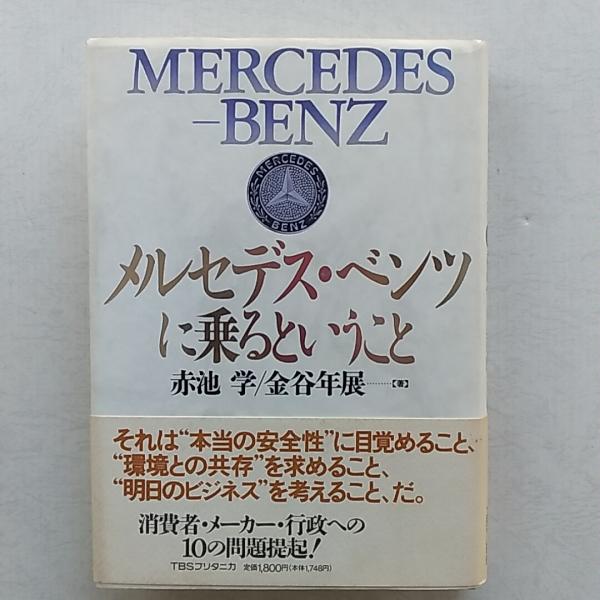 MERCEDES
-BENZ
MERCEDES
BENZ
メルセデス・ベンツ
に乗るということ
赤池 学/金谷年展………【著】
それは“本当の安全性”に目覚めること、
“環境との共存”を求めること、
“明日のビジネス”を考えること、だ。
消費者・メーカー・行政への
10の問題提起!
TBSブリタニカ 定価1,800円(本体1,748円)